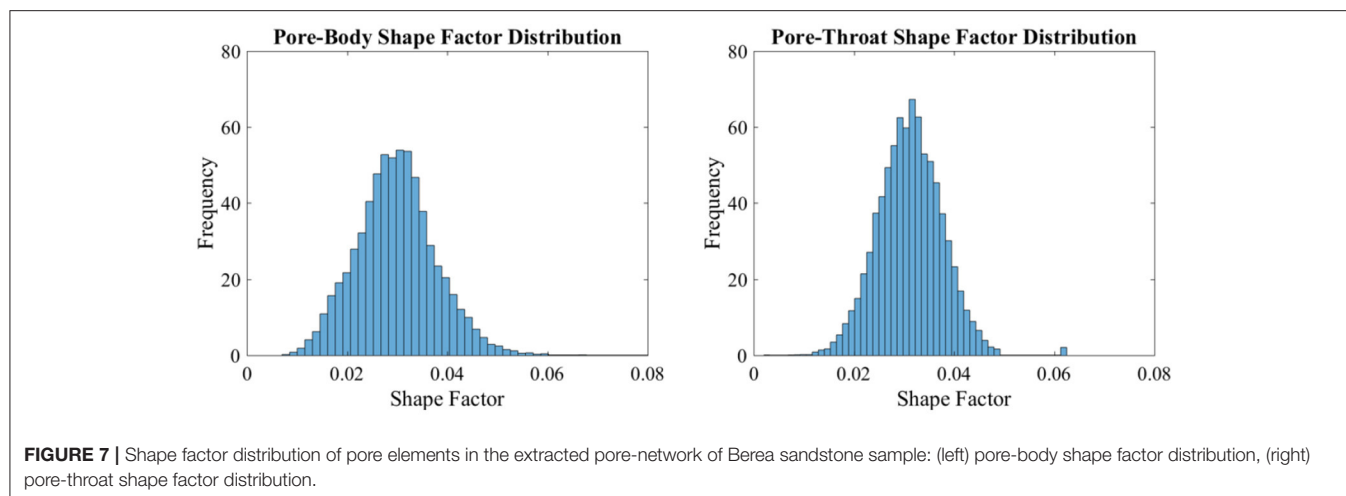 Pore-Body Shape Factor Distribution
80
60
40
20
0
Frequency
0 0.02 0.04 0.06 0.08
Shape Factor
Pore-Throat Shape Factor Distribution
80
60
40
20
0
Frequency
0 0.02 0.04 0.06 0.08
Shape Factor
FIGURE 7 | Shape factor distribution of pore elements in the extracted pore-network of Berea sandstone sample: (left) pore-body shape factor distribution, (right)
pore-throat shape factor distribution.